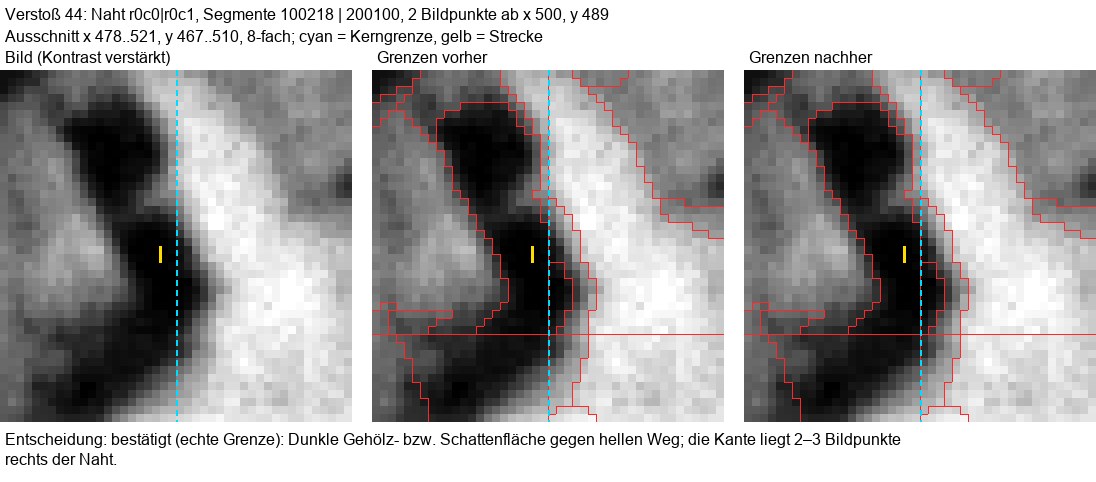 Verstoß 44: Naht r0c0|r0c1, Segmente 100218 | 200100, 2 Bildpunkte ab x 500, y 489
Ausschnitt x 478..521, y 467..510, 8-fach; cyan = Kerngrenze, gelb = Strecke
Bild (Kontrast verstärkt)
Grenzen vorher
Grenzen nachher
Entscheidung: bestätigt (echte Grenze): Dunkle Gehölz- bzw. Schattenfläche gegen hellen Weg; die Kante liegt 2–3 Bildpunkte
rechts der Naht.